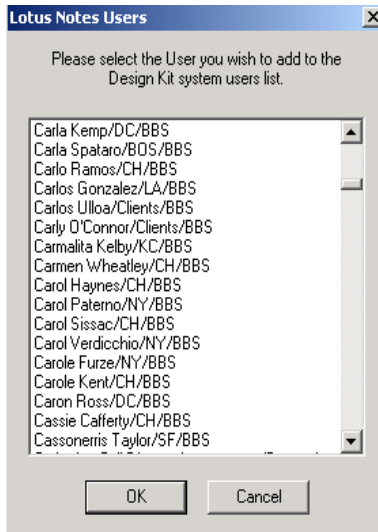 Lotus Notes Users
Please select the User you wish to add to the
Design Kit system users list.
Carla Kemp/DC/BBS
Carla Spataro/BOS/BBS
Carlo Ramos/CH/BBS
Carlos Gonzalez/LA/BBS
Carlos Ulloa/Clients/BBS
Carly O'Connor/Clients/BBS
Carmalita Kelby/KC/BBS
Carmen Wheatley/CH/BBS
Carol Haynes/CH/BBS
Carol Paterno/NY/BBS
Carol Sissac/CH/BBS
Carol Verdicchio/NY/BBS
Carole Furze/NY/BBS
Carole Kent/CH/BBS
Caron Ross/DC/BBS
Cassie Cafferty/CH/BBS
Cassonerris Taylor/SF/BBS
OK Cancel